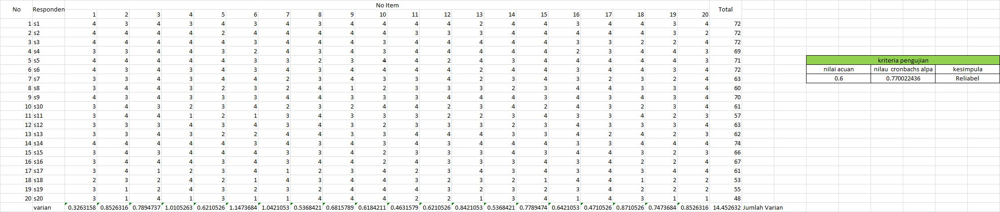 No Responden No Item Total
1 2 3 4 5 6 7 8 9 10 11 12 13 14 15 16 17 18 19 20
1 s1 4 3 4 3 4 3 4 3 4 4 4 4 2 4 4 3 4 4 3 4 72
2 s2 4 4 4 4 2 4 4 4 4 4 3 3 3 4 4 4 4 4 3 2 72
3 s3 4 4 4 4 4 3 4 4 4 3 4 4 4 4 4 3 3 2 2 4 72
4 s4 3 3 4 4 3 2 4 3 4 3 4 4 4 4 4 2 3 4 4 3 69
5 s5 4 4 4 4 4 3 3 2 3 4 4 2 4 3 4 4 4 4 4 3 71 kriteria pengujian
6 s6 4 3 4 3 4 3 4 3 4 4 4 4 2 4 4 3 4 4 3 4 72 nilai acuan nilau cronbachs alpa kesimpula
7 s7 3 3 4 3 4 4 2 3 4 3 3 4 2 3 4 3 2 3 2 4 63 0.6 0.770022436 Reliabel
8 s8 3 4 4 3 2 3 2 4 1 2 3 3 3 2 3 4 4 3 3 4 60
9 s9 4 3 4 3 3 3 4 4 3 3 3 4 4 4 3 4 3 4 3 4 70
10 s10 3 4 3 2 3 4 2 3 2 4 4 2 3 4 2 4 3 2 3 4 61
11 s11 3 4 4 1 2 1 3 4 3 3 3 2 2 3 4 3 3 4 2 3 57
12 s12 3 3 3 4 3 4 3 4 3 2 3 3 3 2 3 4 3 3 3 4 63
13 s13 3 3 4 3 2 2 4 4 3 3 4 4 4 3 3 4 2 4 2 3 62
14 s14 4 4 4 4 4 3 4 3 4 4 4 4 4 4 3 3 3 4 3 4 74
15 s15 3 4 3 4 4 4 3 3 4 2 3 3 3 4 3 4 4 3 2 3 66
16 s16 3 4 4 4 3 4 3 4 4 2 4 3 3 3 4 3 4 2 2 4 67
17 s17 3 4 1 2 3 4 1 2 3 4 2 3 4 3 4 3 4 3 4 4 61
18 s18 2 3 2 4 2 1 4 3 4 4 3 2 3 2 1 4 4 1 2 2 53
19 s19 3 1 2 4 3 2 3 2 4 4 4 3 2 3 2 3 4 2 2 2 55
20 s20 3 1 4 1 3 1 1 4 4 4 2 2 1 3 4 1 4 3 1 1 48
varian 0.3263158 0.8526316 0.7894737 1.0105263 0.6210526 1.1473684 1.0421053 0.5368421 0.6815789 0.6184211 0.4631579 0.6210526 0.8421053 0.5368421 0.7789474 0.6421053 0.4710526 0.8710526 0.7473684 0.8526316 14.452632 Jumlah Varian